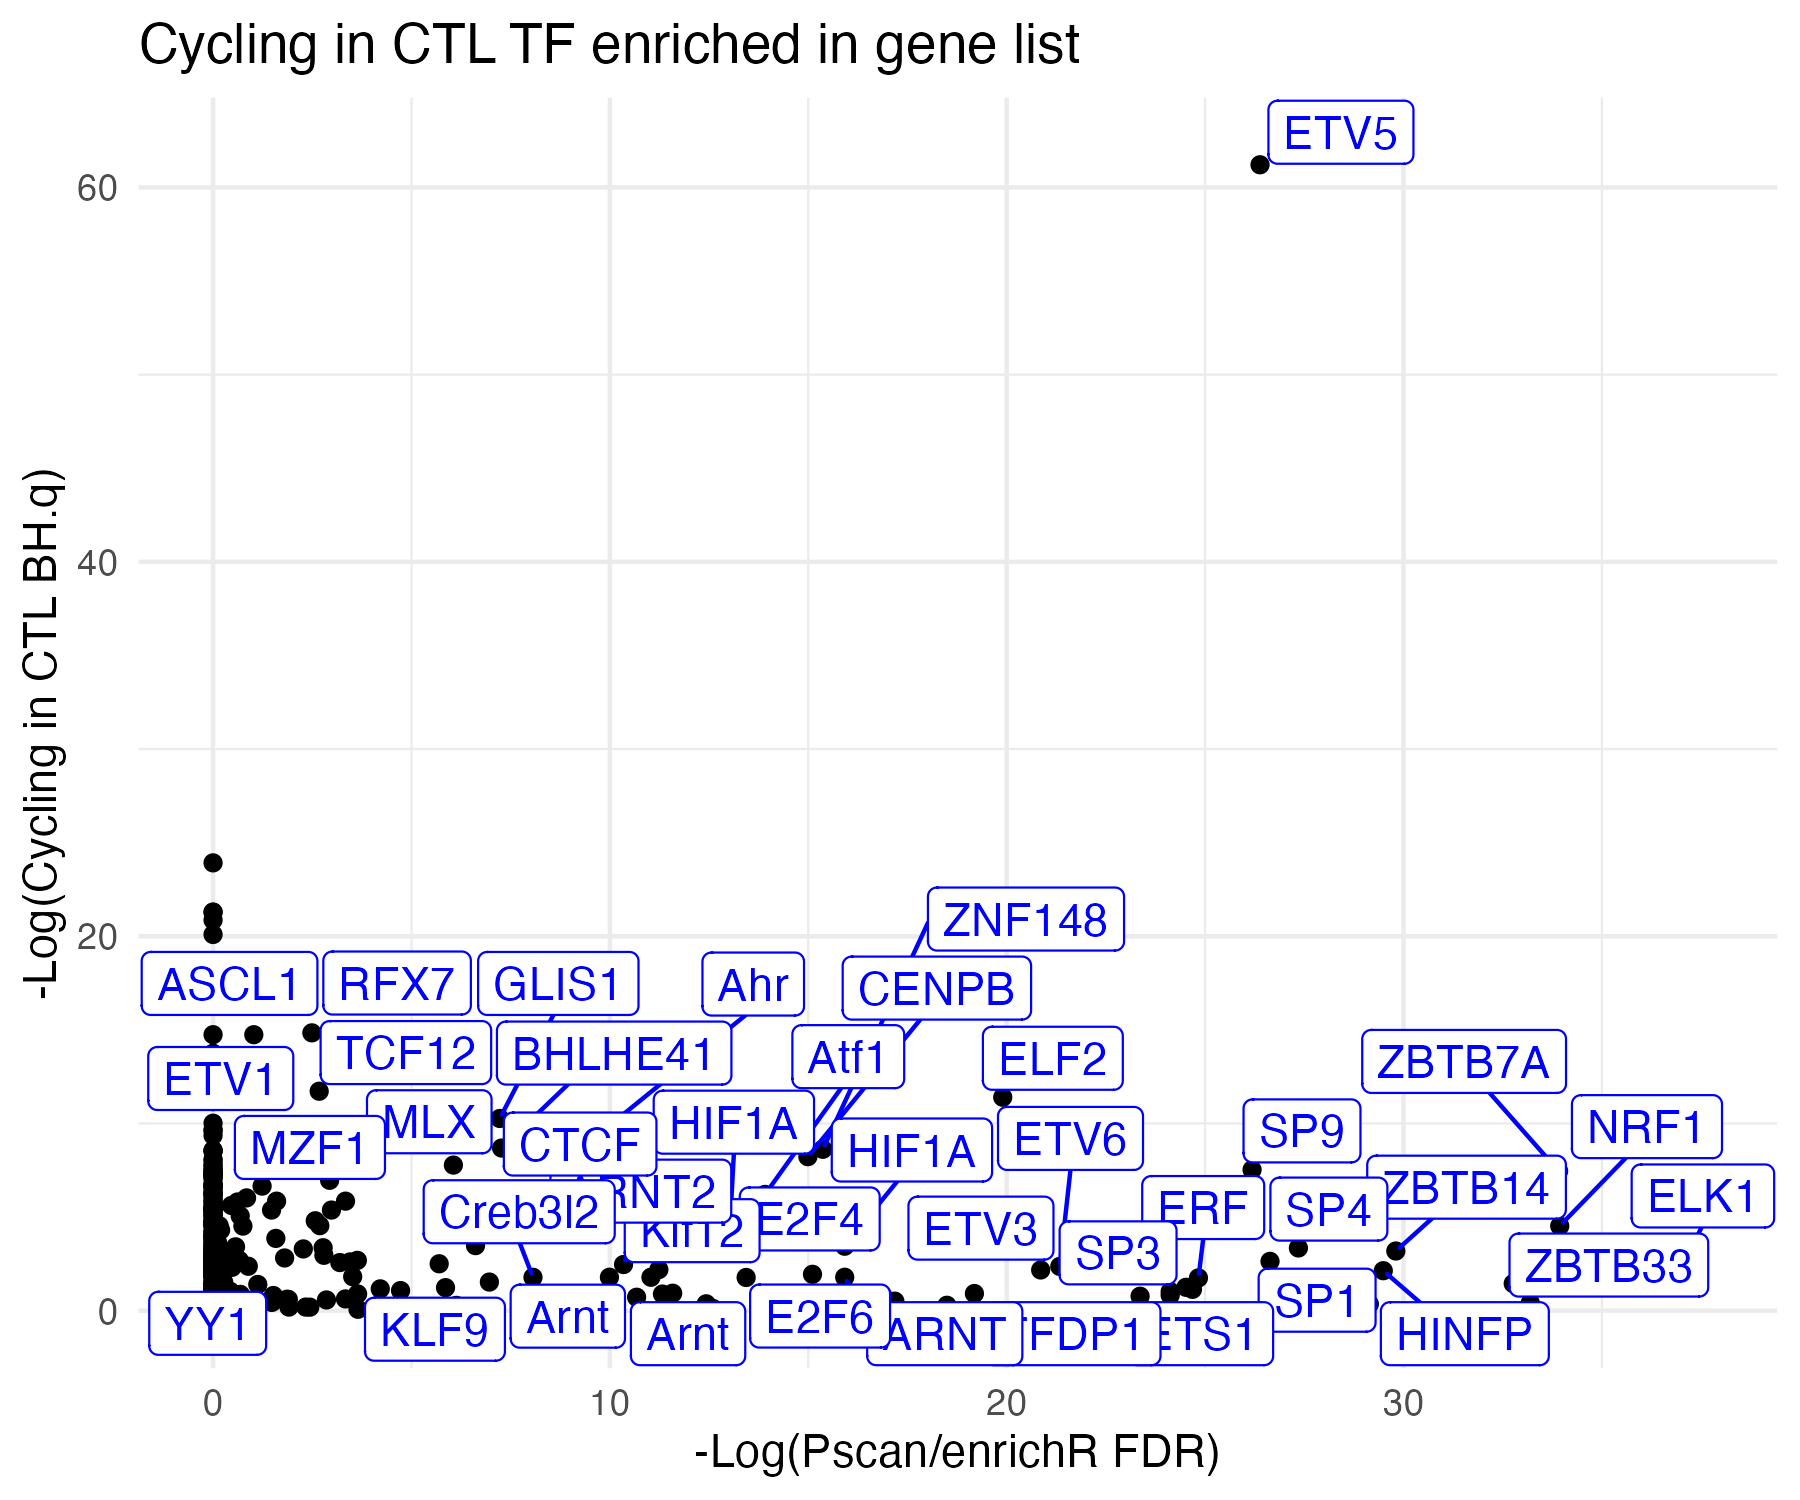 Cycling in CTL TF enriched in gene list
ETV5
60
-Log(Cycling in CTL BH.q)
40
ZNF148
20
ASCL1
RFX7
GLIS1
Ahr
CENPB
TCF12
BHLHE41
Atf1
ELF2
ZBTB7A
ETV1
MLX
HIF1A
SP9
NRF1
MZF1
CTCF
HIF1A
ETV6
RNT2
ZBTB14
ELK1
Creb3l2
E2F4
ETV3
ERF
SP4
SP3
ZBTB33
0
YY1
KLF9
Arnt
Arnt
E2F6
ARNT
FDP1
ETS1
SP1
HINFP
0
10
20
30
-Log(Pscan/enrichR FDR)